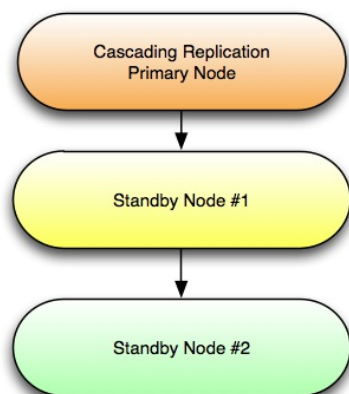 Cascading Replication
Primary Node
Standby Node #1
Standby Node #2